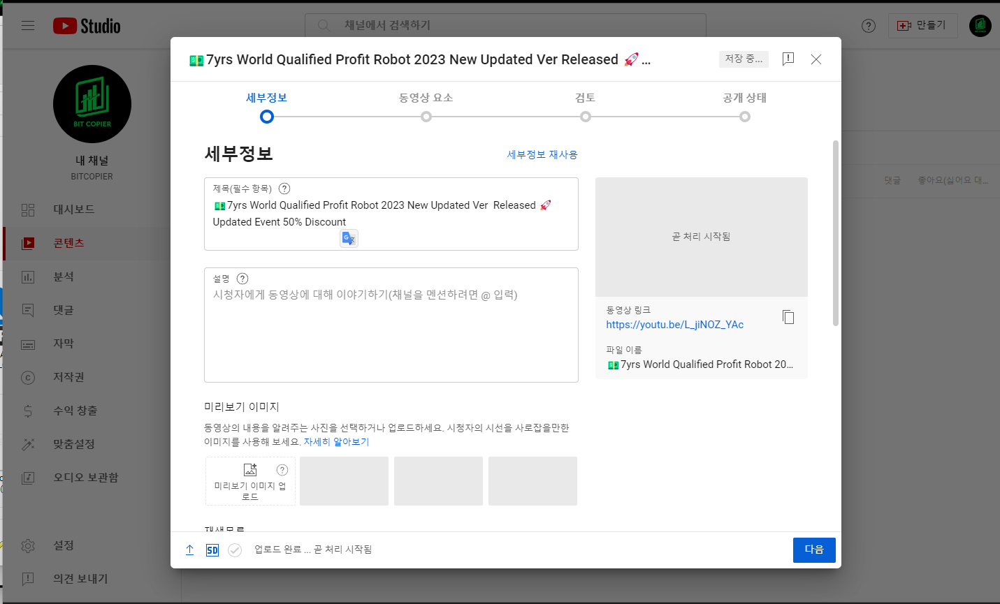 Studio
채널에서 검색하기
만들기
BIT COPIER
내 채널
BITCOPIER
대시보드
콘텐츠
분석
댓글
자막
저작권
수익 창출
맞춤설정
오디오 보관함
설정
의견 보내기
댓글
좋아요(싫어요 대...
💵7yrs World Qualified Profit Robot 2023 New Updated Ver Released 🚀...
저장 중...
세부정보
동영상 요소
검토
공개 상태
세부정보
세부정보 재사용
제목(필수 항목)
💵7yrs World Qualified Profit Robot 2023 New Updated Ver Released 🚀
Updated Event 50% Discount
설명
시청자에게 동영상에 대해 이야기하기(채널을 멘션하려면 @ 입력)
곧 처리 시작됨
동영상 링크
https://youtu.be/L_jiNOZ_YAc
파일 이름
💵7yrs World Qualified Profit Robot 20...
미리보기 이미지
동영상의 내용을 알려주는 사진을 선택하거나 업로드하세요. 시청자의 시선을 사로잡을만한
이미지를 사용해 보세요. 자세히 알아보기
미리보기 이미지 업
로드
재생목록
SD
업로드 완료 ... 곧 처리 시작됨
다음